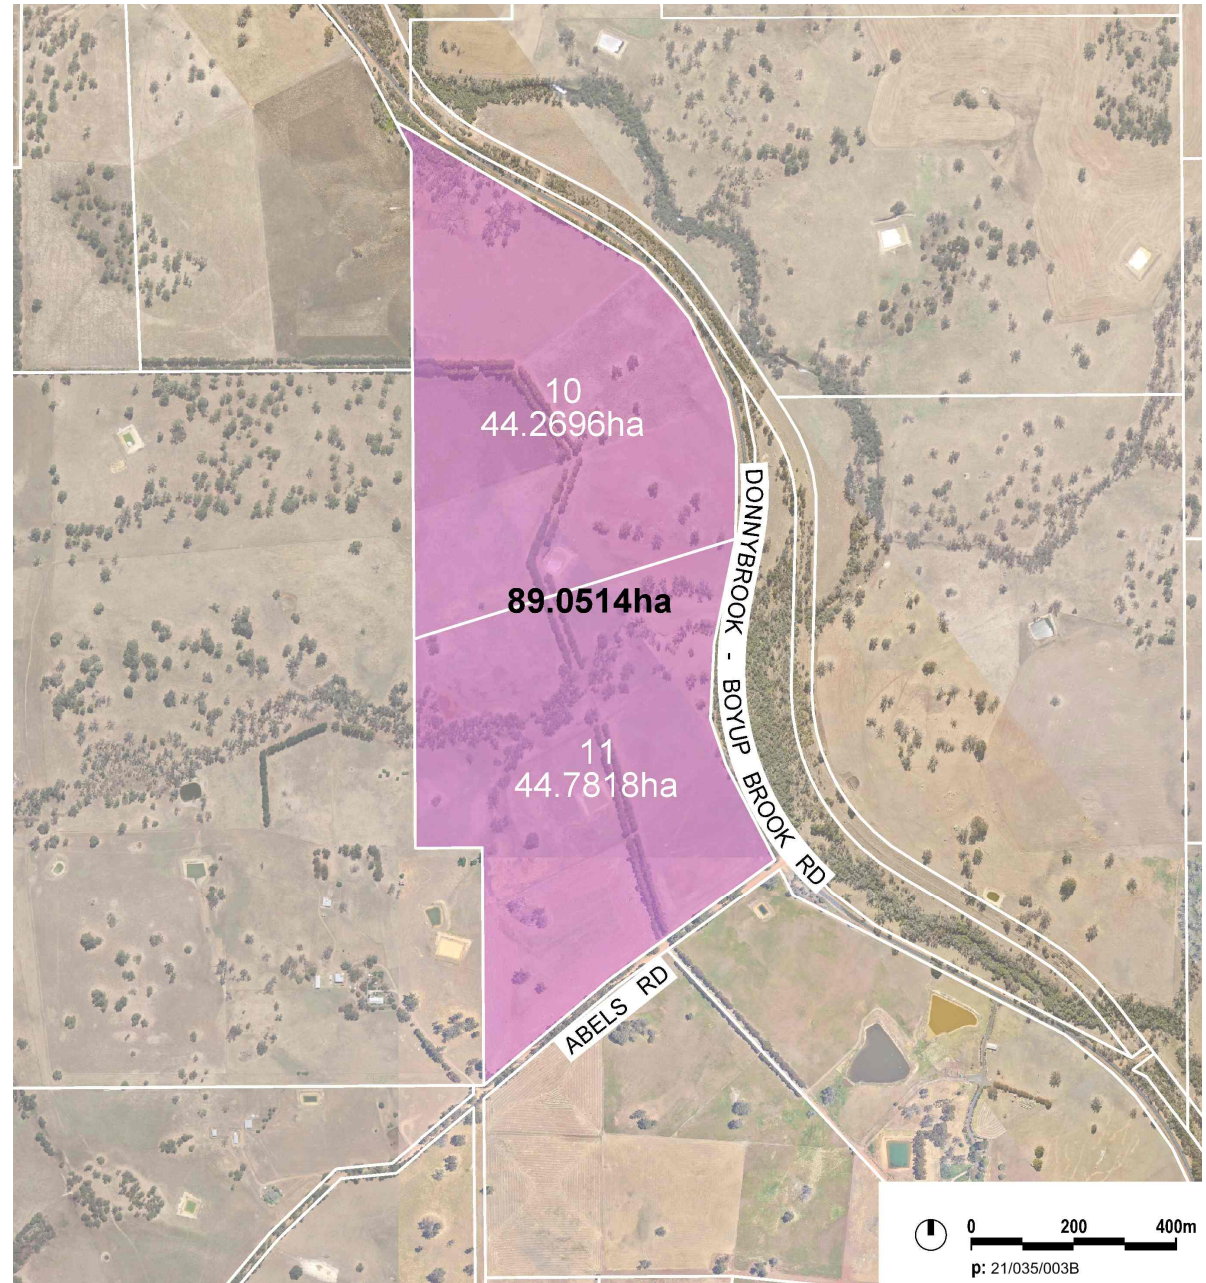 10
44.2696ha
DONNYBROOK - BOYUP BROOK RD
89.0514ha
11
44.7818ha
ABELS RD
0 200 400m
p: 21/035/003B